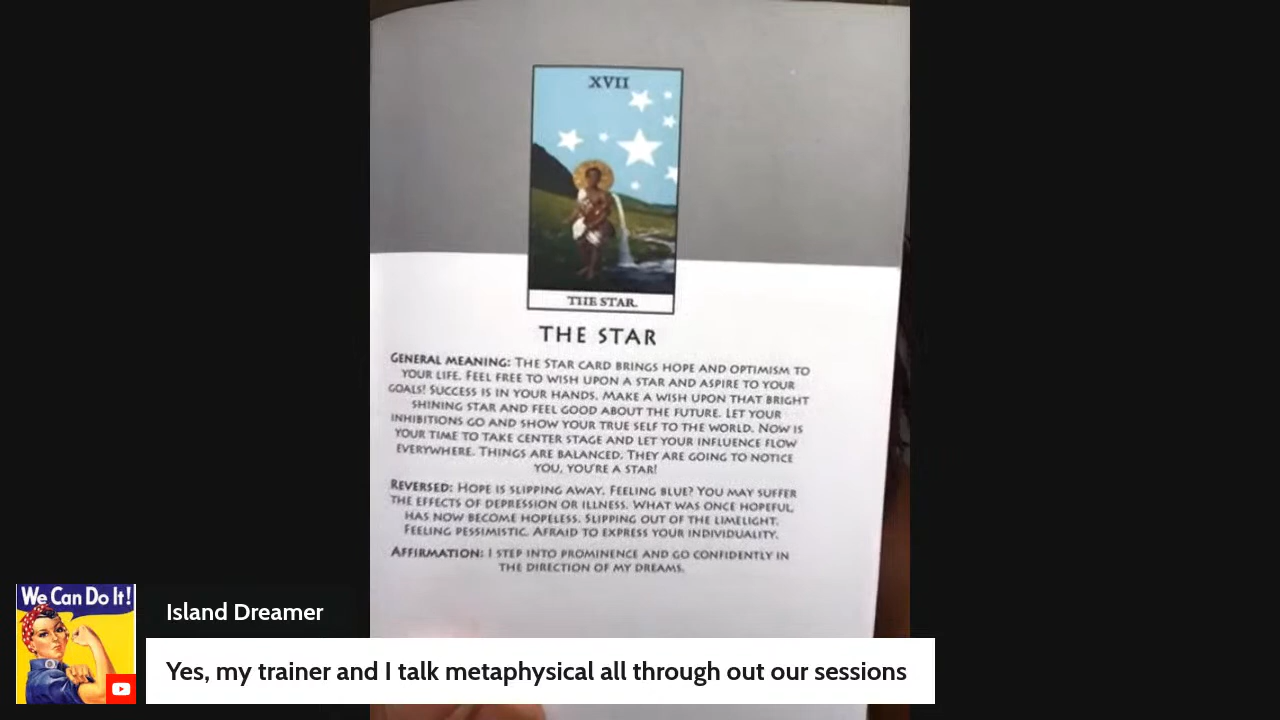 XVII
THE STAR.
THE STAR
GENERAL MEANING: THE STAR CARD BRINGS HOPE AND OPTIMISM TO
YOUR LIFE. FEEL FREE TO WISH UPON A STAR AND ASPIRE TO YOUR
GOALS! SUCCESS IS IN YOUR HANDS. MAKE A WISH UPON THAT BRIGHT
SHINING STAR AND FEEL GOOD ABOUT THE FUTURE. LET YOUR
INHIBITIONS GO AND SHOW YOUR TRUE SELF TO THE WORLD. NOW IS
YOUR TIME TO TAKE CENTER STAGE AND LET YOUR INFLUENCE FLOW
EVERYWHERE. THINGS ARE BALANCED. THEY ARE GOING TO NOTICE
YOU, YOU'RE A STAR!
REVERSED: HOPE IS SLIPPING AWAY. FEELING BLUE? YOU MAY SUFFER
THE EFFECTS OF DEPRESSION OR ILLNESS. WHAT WAS ONCE HOPEFUL,
HAS NOW BECOME HOPELESS. SLIPPING OUT OF THE LIMELIGHT.
FEELING PESSIMISTIC. AFRAID TO EXPRESS YOUR INDIVIDUALITY.
AFFIRMATION: I STEP INTO PROMINENCE AND GO CONFIDENTLY IN
THE DIRECTION OF MY DREAMS.
We Can Do It!
Island Dreamer
Yes, my trainer and I talk metaphysical all through out our sessions